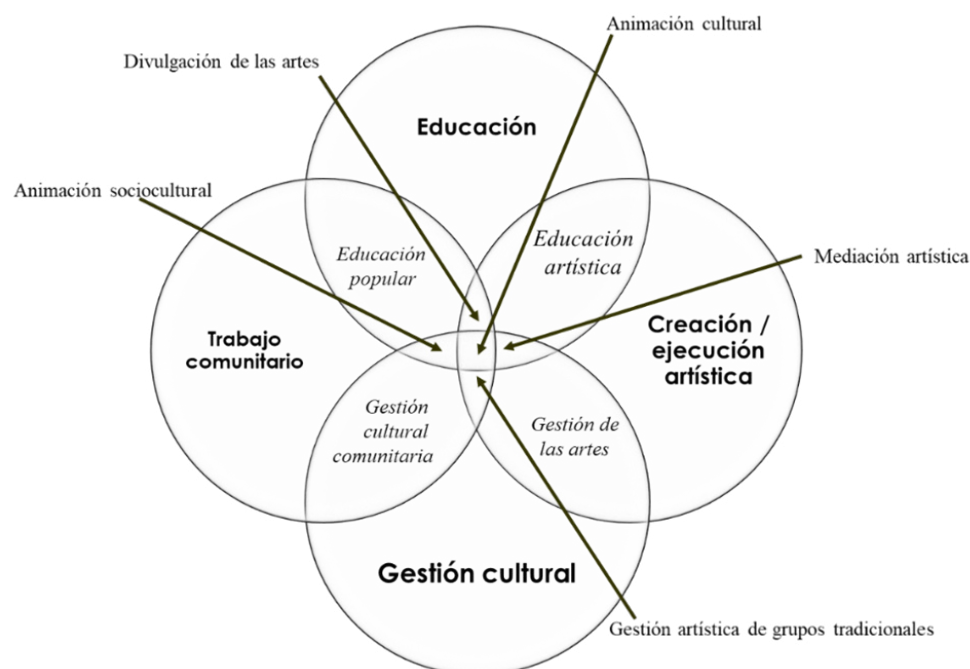 Animación cultural
Divulgación de las artes
Educación
Animación sociocultural
Educación
popular
Educación
artística
Mediación artística
Trabajo
comunitario
Creación /
ejecución
artística
Gestión
cultural
comunitaria
Gestión de
las artes
Gestión cultural
Gestión artística de grupos tradicionales